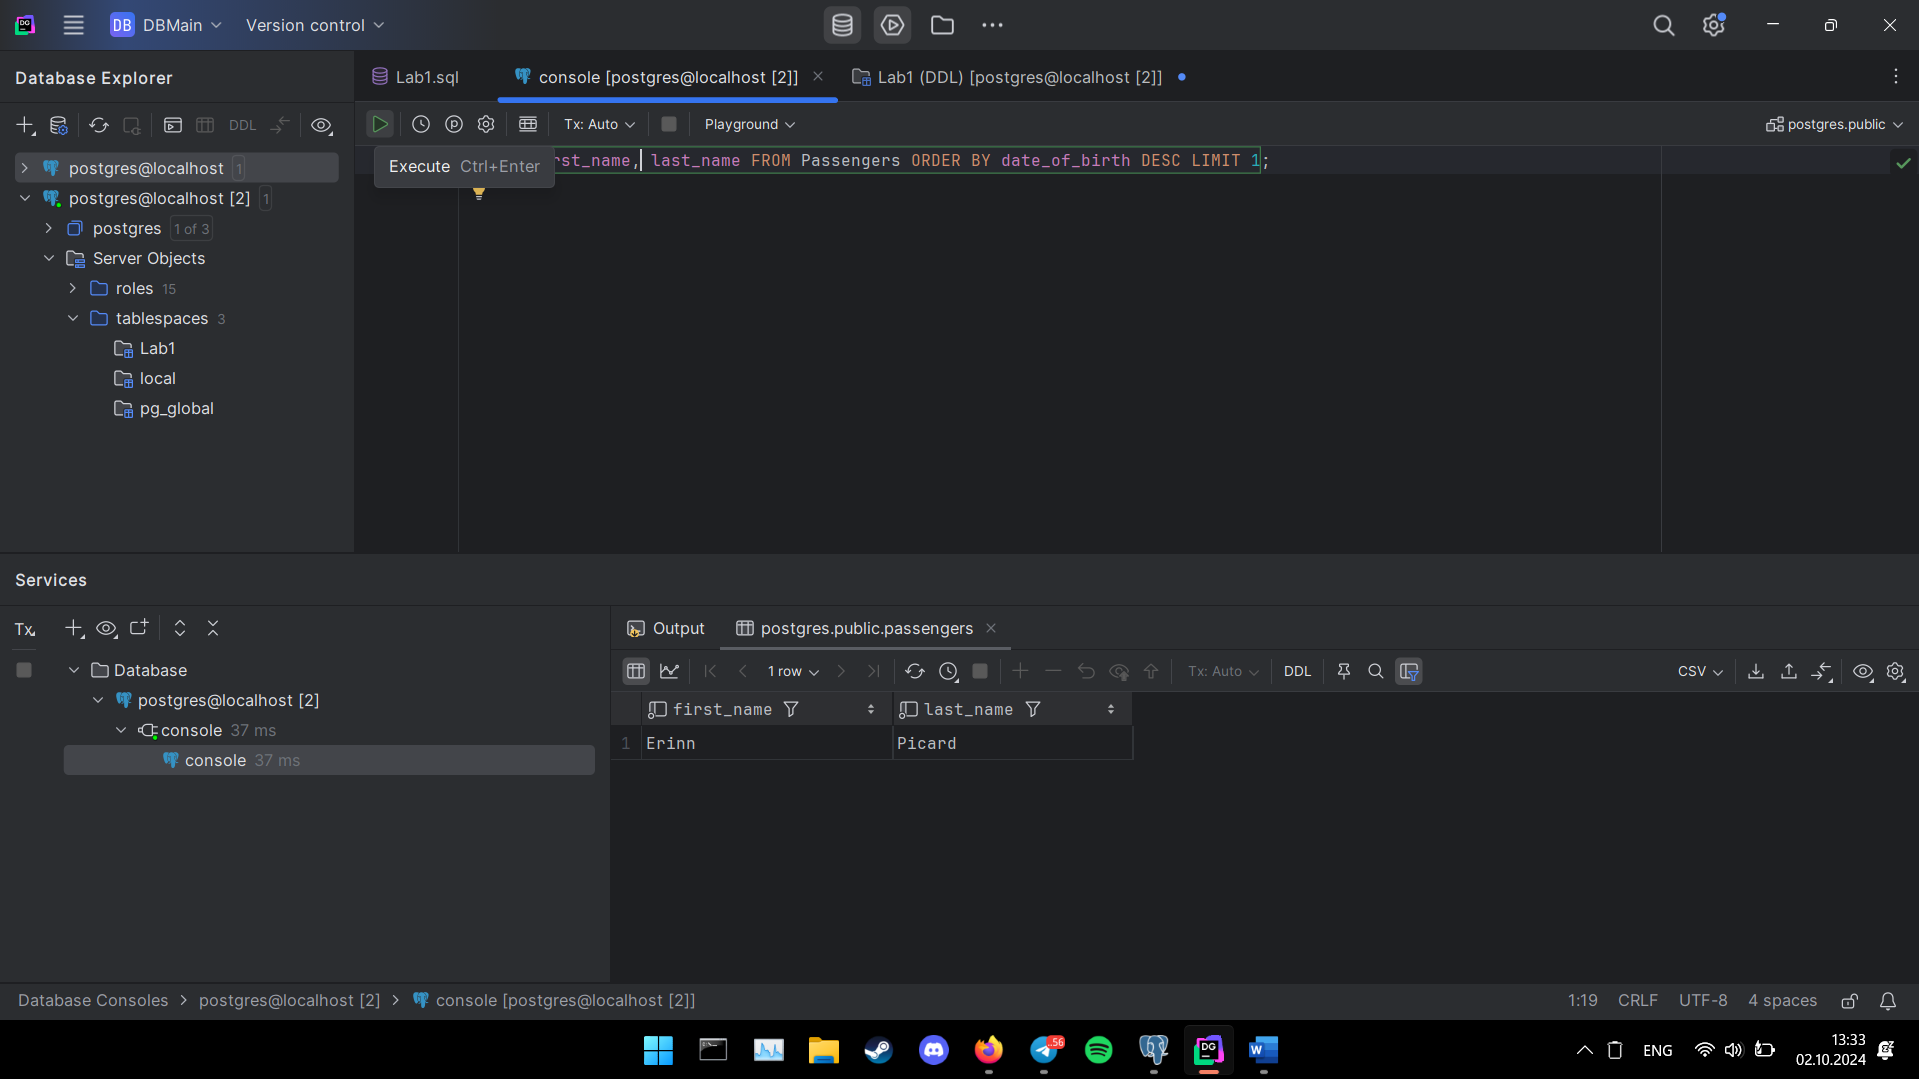 DB DBMain Version control
Database Explorer
Lab1.sql
console [postgres@localhost [2]]
Lab1 (DDL) [postgres@localhost [2]]
DDL
Tx: Auto
Playground
postgres.public
Execute Ctrl+Enter
rst_name, last_name FROM Passengers ORDER BY date_of_birth DESC LIMIT 1;
postgres@localhost 1
postgres@localhost [2] 1
postgres 1 of 3
Server Objects
roles 15
tablespaces 3
Lab1
local
pg_global
Services
Tx
Database
postgres@localhost [2]
console 37 ms
console 37 ms
Output
postgres.public.passengers
1 row
Tx: Auto
DDL
CSV
first_name last_name
1 Erinn Picard
Database Consoles > postgres@localhost [2] > console [postgres@localhost [2]]
1:19 CRLF UTF-8 4 spaces
DG
W
ENG
13:33
02.10.2024